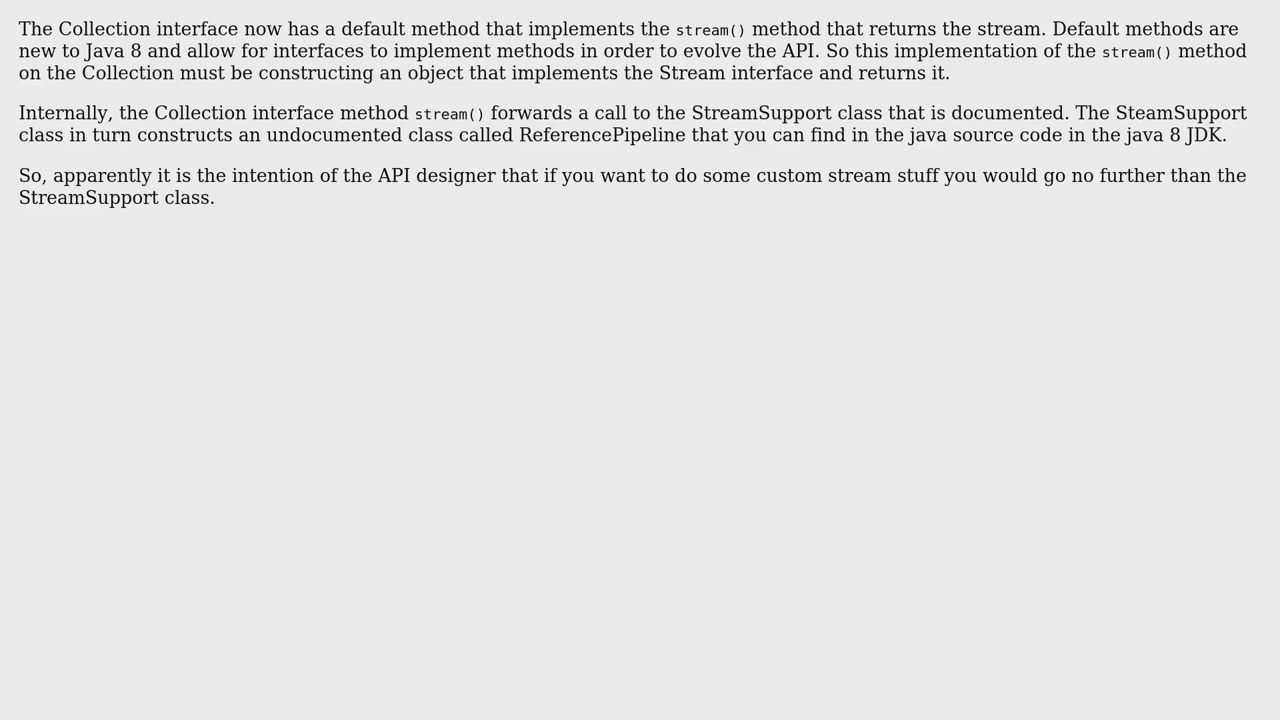 The Collection interface now has a default method that implements the stream() method that returns the stream. Default methods are
new to Java 8 and allow for interfaces to implement methods in order to evolve the API. So this implementation of the stream() method
on the Collection must be constructing an object that implements the Stream interface and returns it.
Internally, the Collection interface method stream() forwards a call to the StreamSupport class that is documented. The SteamSupport
class in turn constructs an undocumented class called ReferencePipeline that you can find in the java source code in the java 8 JDK.
So, apparently it is the intention of the API designer that if you want to do some custom stream stuff you would go no further than the
StreamSupport class.